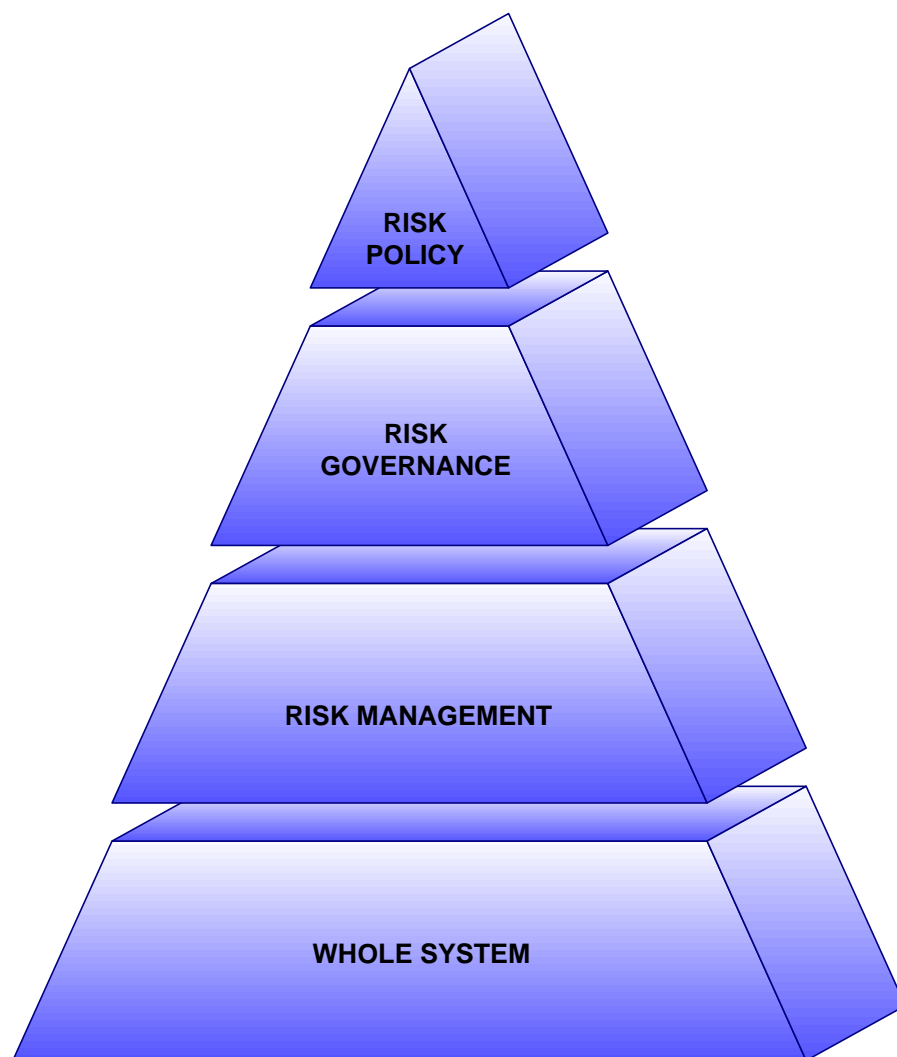 RISK
POLICY
RISK
GOVERNANCE
RISK MANAGEMENT
WHOLE SYSTEM